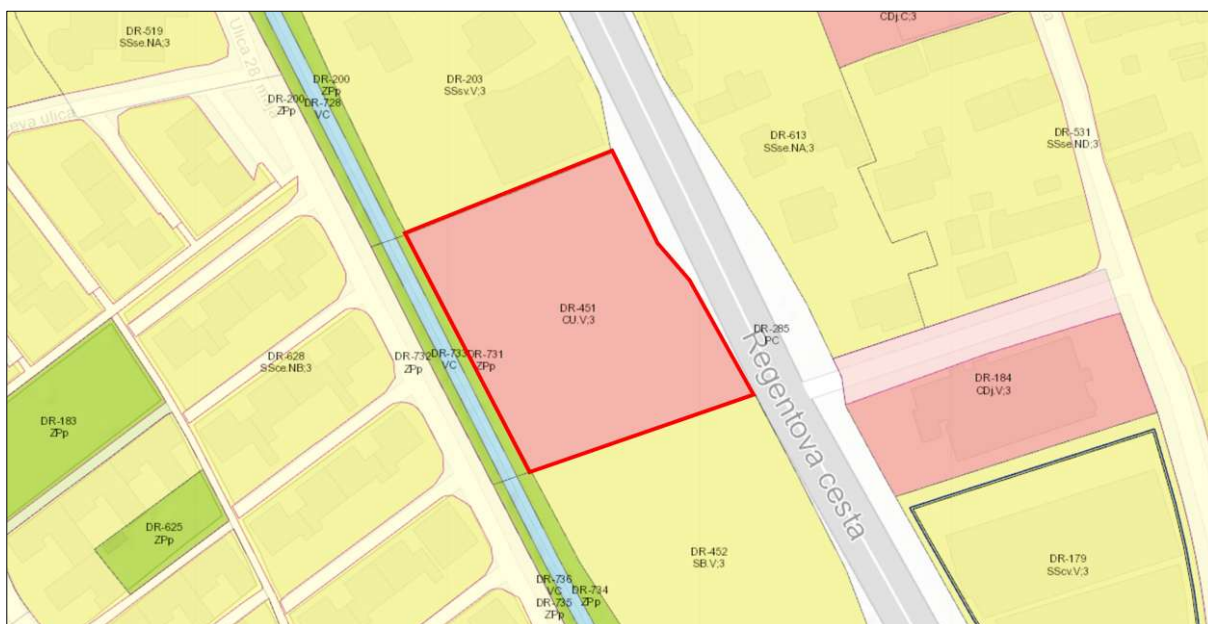 CDj.C;3
DR-519
SSse.NA;3
Ulica 28 maja
DR-200
ZPp
DR-200
ZPp
DR-728
VC
DR-203
SSsv.V;3
DR-613
SSse.NA;3
DR-531
SSse.ND;3
eva ulica
DR-451
CU.V;3
DR-285
PC
Regentova cesta
DR-628
SSce.NB;3
DR-732
ZPp
DR-733
VC
DR-731
ZPp
DR-184
CDj.V;3
DR-183
ZPp
DR-625
ZPp
DR-452
SB.V;3
DR-179
SScv.V;3
DR-736
VC
DR-735
ZPp
DR-734
ZPp